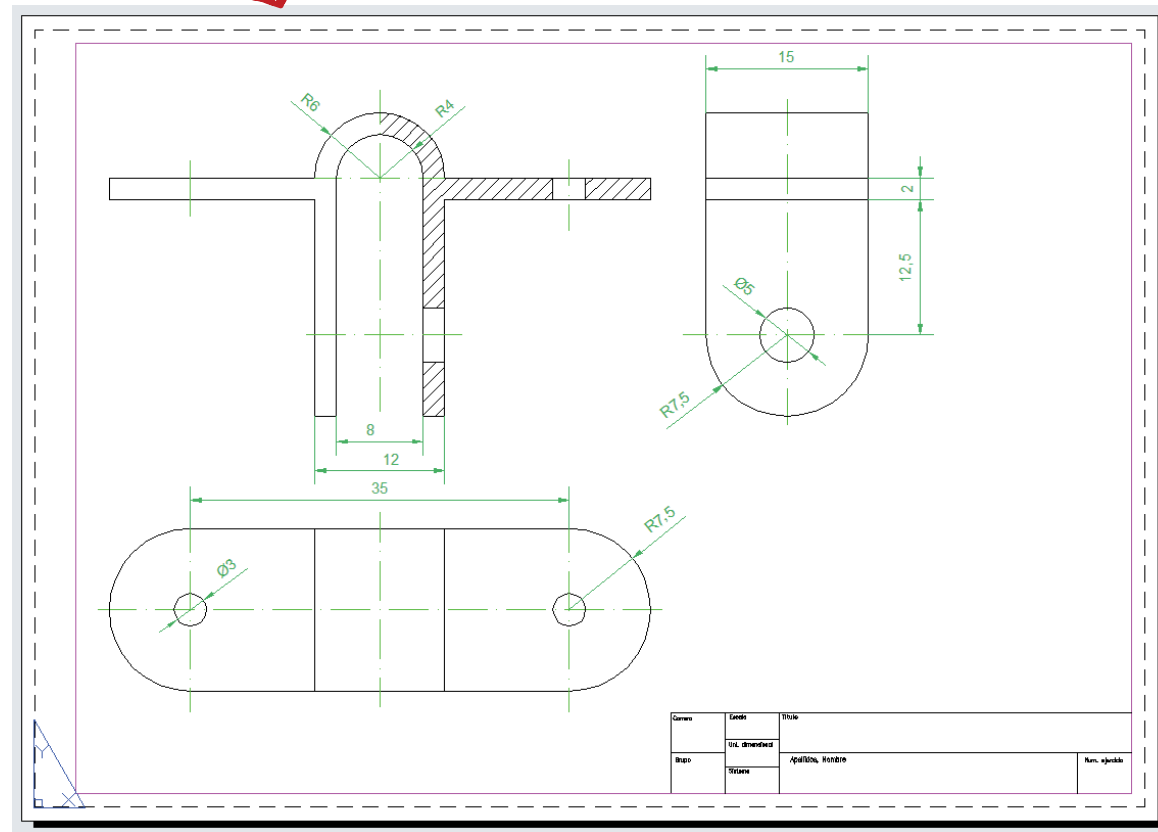 15
R6
R4
2
12,5
Ø5
R7,5
8
12
35
R7,5
Ø3
Carrera
Escala
Título
Uni. dimensional
Grupo
Apellidos, Nombre
Num. ejercicio
Sistema
Y
X